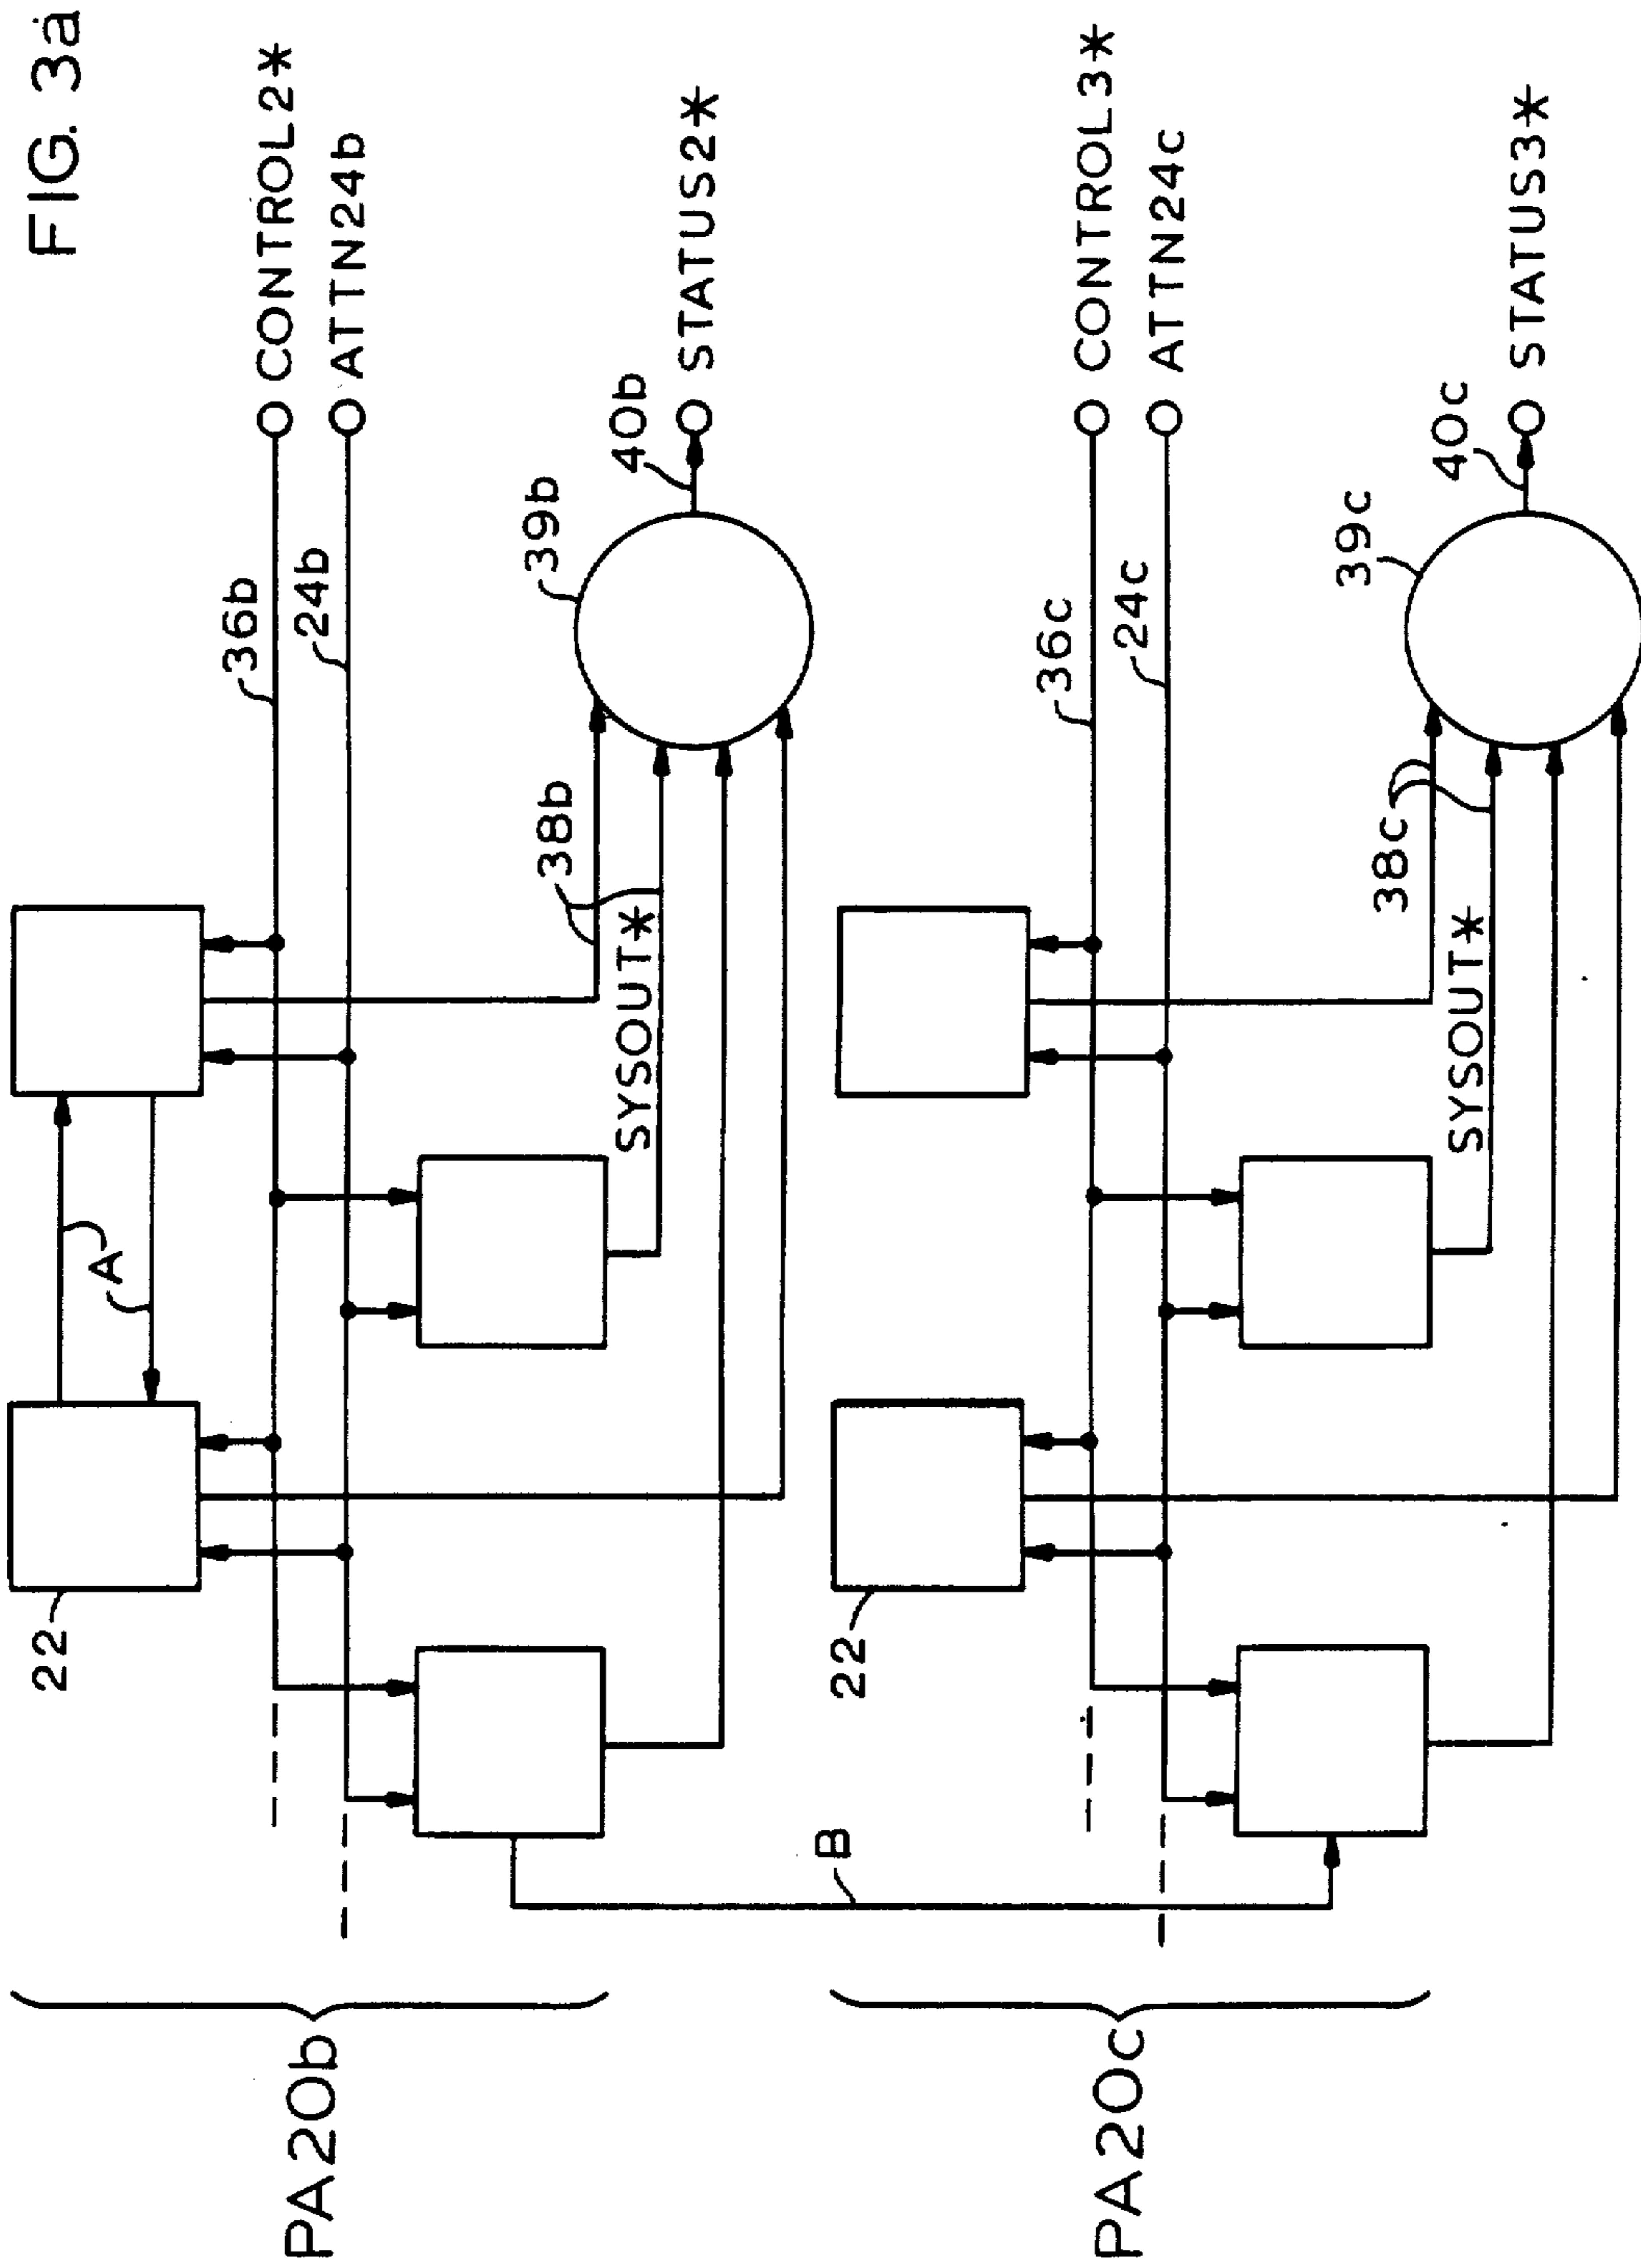 FIG. 3a
CONTROL2*
ATTN24b
STATUS2*
36b
24b
39b
40b
38b
SYSOUT*
A
22
B
PA20b
CONTROL3*
ATTN24c
STATUS3*
36c
24c
39c
40c
38c
SYSOUT*
22
PA20c